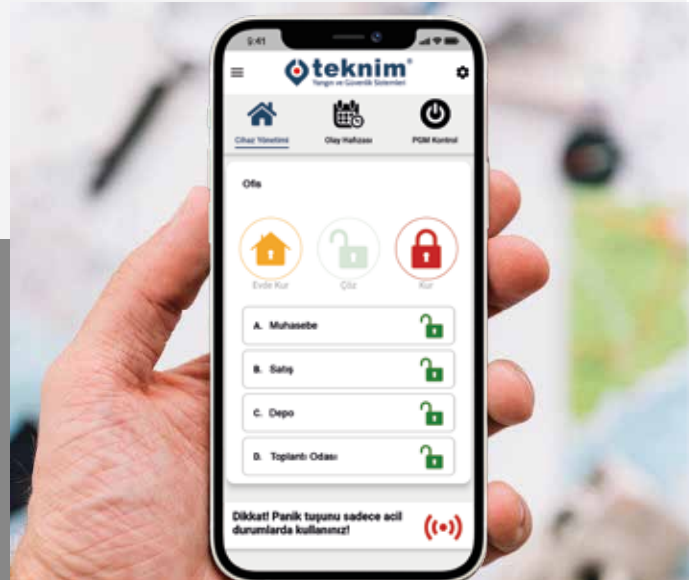 9:41
teknim
Yangın ve Güvenlik Sistemleri
Cihaz Yönetimi
Olay Hafızası
PGM Kontrol
Ofis
Evde Kur
Çöz
Kur
A. Muhasebe
B. Satış
C. Depo
D. Toplantı Odası
Dikkat! Panik tuşunu sadece acil
durumlarda kullanınız!